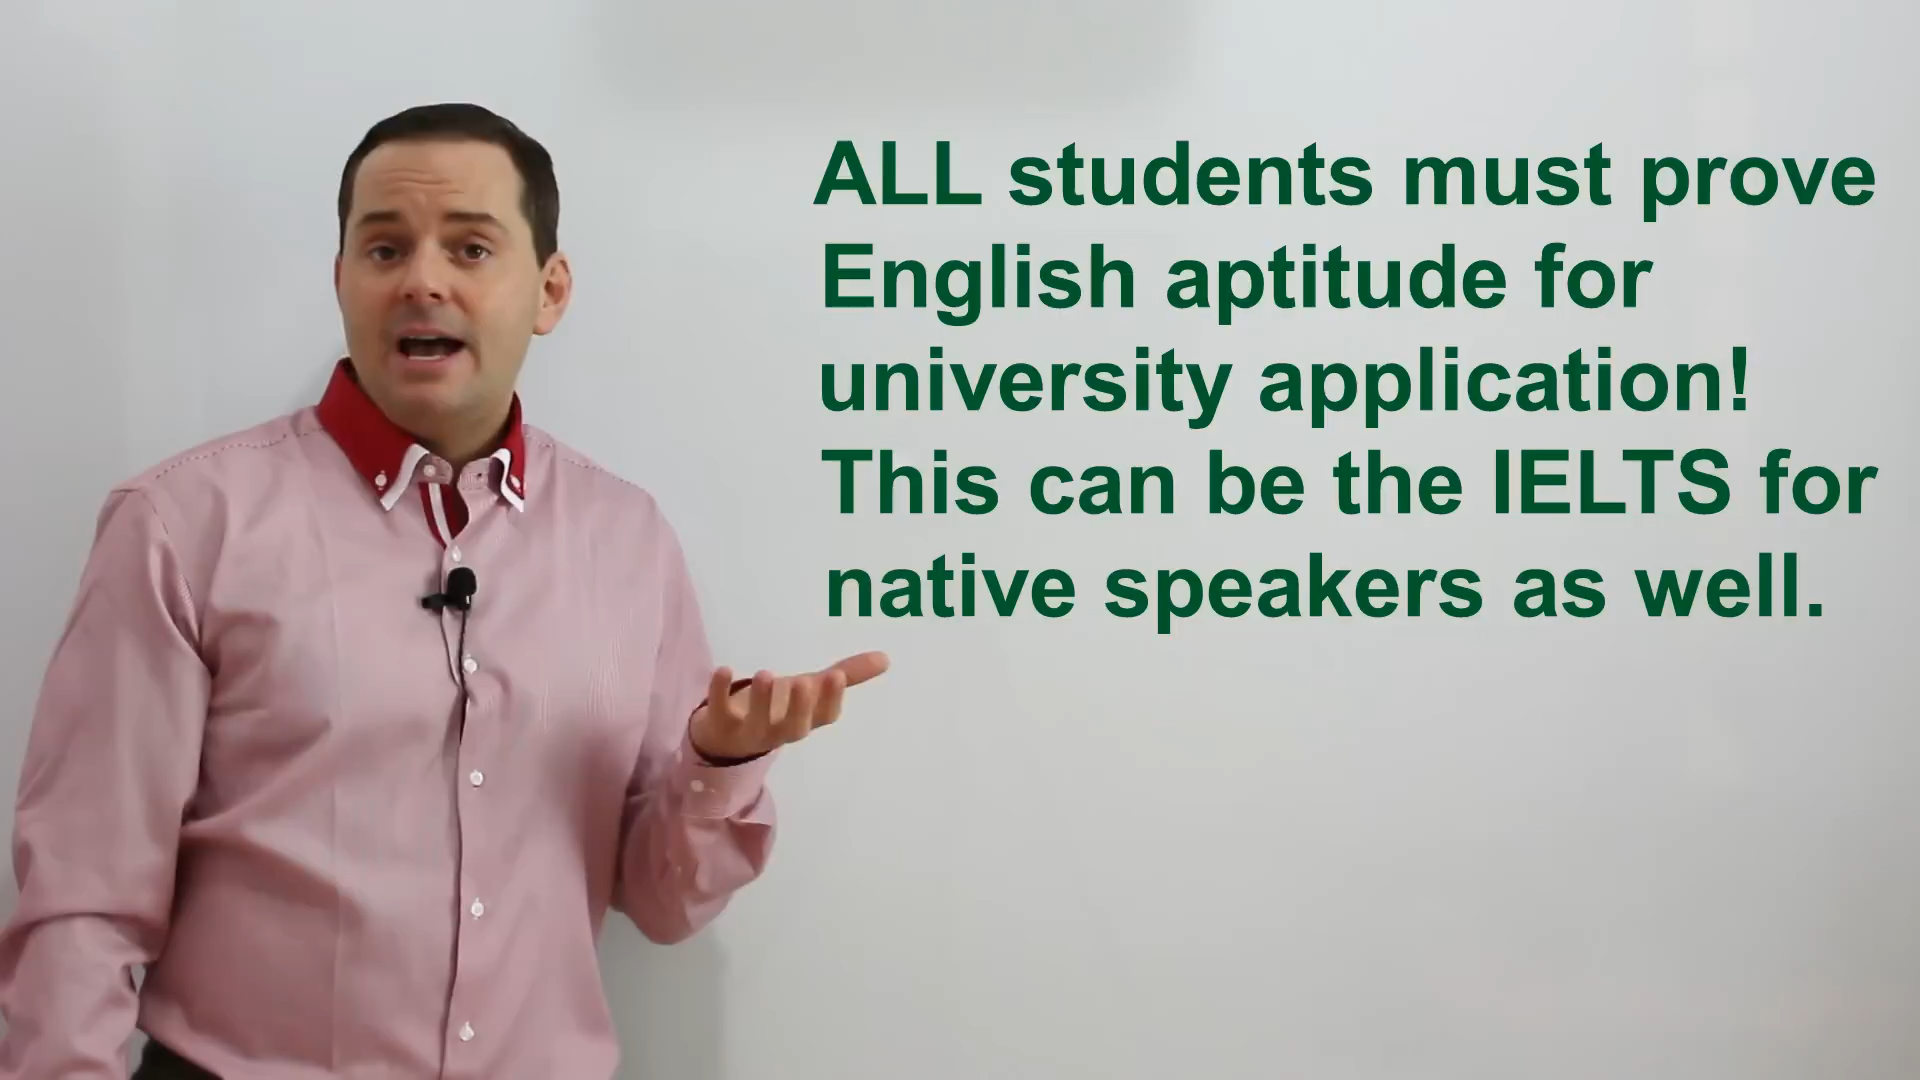 ALL students must prove
English aptitude for
university application!
This can be the IELTS for
native speakers as well.